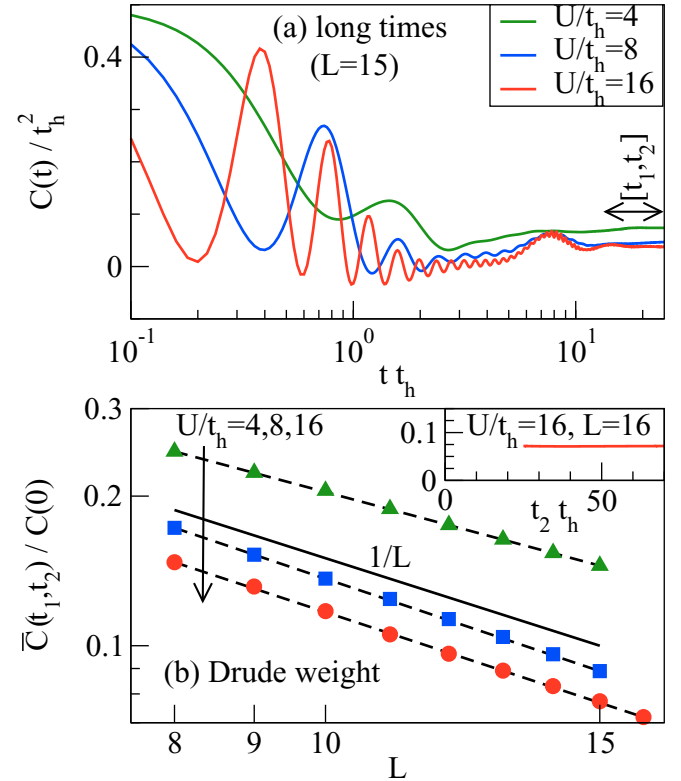 (a) long times
(L=15)
U/t_h=4
U/t_h=8
U/t_h=16
[t_1,t_2]
C(t) / t_h^2
0.4
0
10^-1
10^0
10^1
t t_h
0.3
0.2
0.1
U/t_h=4,8,16
U/t_h=16, L=16
0.1
0
0
50
t_2 t_h
1/L
C̅(t_1,t_2) / C(0)
(b) Drude weight
8
9
10
15
L